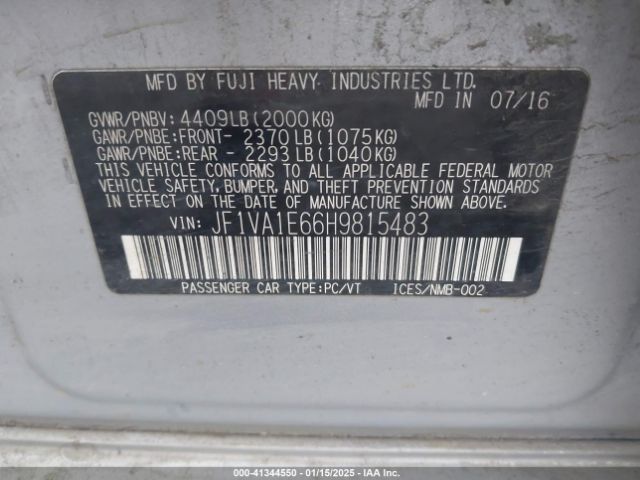 MFD BY FUJI HEAVY INDUSTRIES LTD.
MFD IN 07/16
GVWR/PNBV: 4409LB(2000KG)
GAWR/PNBE:FRONT- 2370LB(1075KG)
GAWR/PNBE:REAR - 2293LB(1040KG)
THIS VEHICLE CONFORMS TO ALL APPLICABLE FEDERAL MOTOR
VEHICLE SAFETY, BUMPER, AND THEFT PREVENTION STANDARDS
IN EFFECT ON THE DATE OF MANUFACTURE SHOWN ABOVE.
VIN: JF1VA1E66H9815483
PASSENGER CAR TYPE:PC/VT ICES/NMB-002
000-41344550 - 01/15/2025 - IAA Inc.